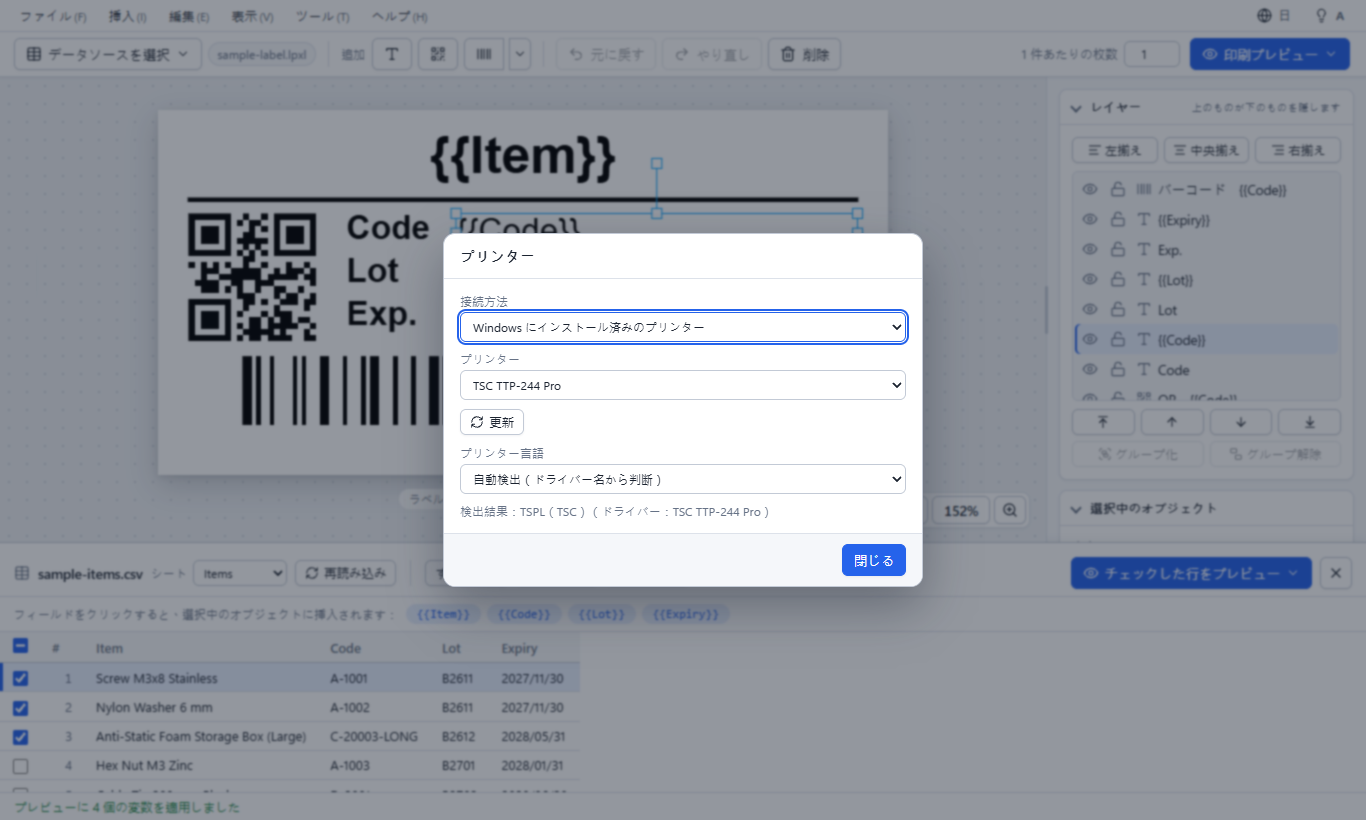 ファイル(F) 挿入(I) 編集(E) 表示(V) ツール(T) ヘルプ(H) 日 A
データソースを選択 sample-label.lpxl 追加 元に戻す やり直し 削除 1 件あたりの枚数 1 印刷プレビュー
レイヤー 上のものが下のものを隠します
左揃え 中央揃え 右揃え
バーコード {{Code}}
{{Expiry}}
Exp.
{{Lot}}
Lot
{{Code}}
Code
QR {{Code}}
グループ化 グループ解除
選択中のオブジェクト
{{Item}}
Code {{Code}}
Lot
Exp.
ラベル
152%
プリンター
接続方法
Windows にインストール済みのプリンター
プリンター
TSC TTP-244 Pro
更新
プリンター言語
自動検出 ( ドライバー名から判断 )
検出結果：TSPL ( TSC ) ( ドライバー：TSC TTP-244 Pro )
閉じる
sample-items.csv シート Items 再読み込み チェックした行をプレビュー
フィールドをクリックすると、選択中のオブジェクトに挿入されます： {{Item}} {{Code}} {{Lot}} {{Expiry}}
# Item Code Lot Expiry
1 Screw M3x8 Stainless A-1001 B2611 2027/11/30
2 Nylon Washer 6 mm A-1002 B2611 2027/11/30
3 Anti-Static Foam Storage Box (Large) C-20003-LONG B2612 2028/05/31
4 Hex Nut M3 Zinc A-1003 B2701 2028/01/31
プレビューに 4 個の変数を適用しました